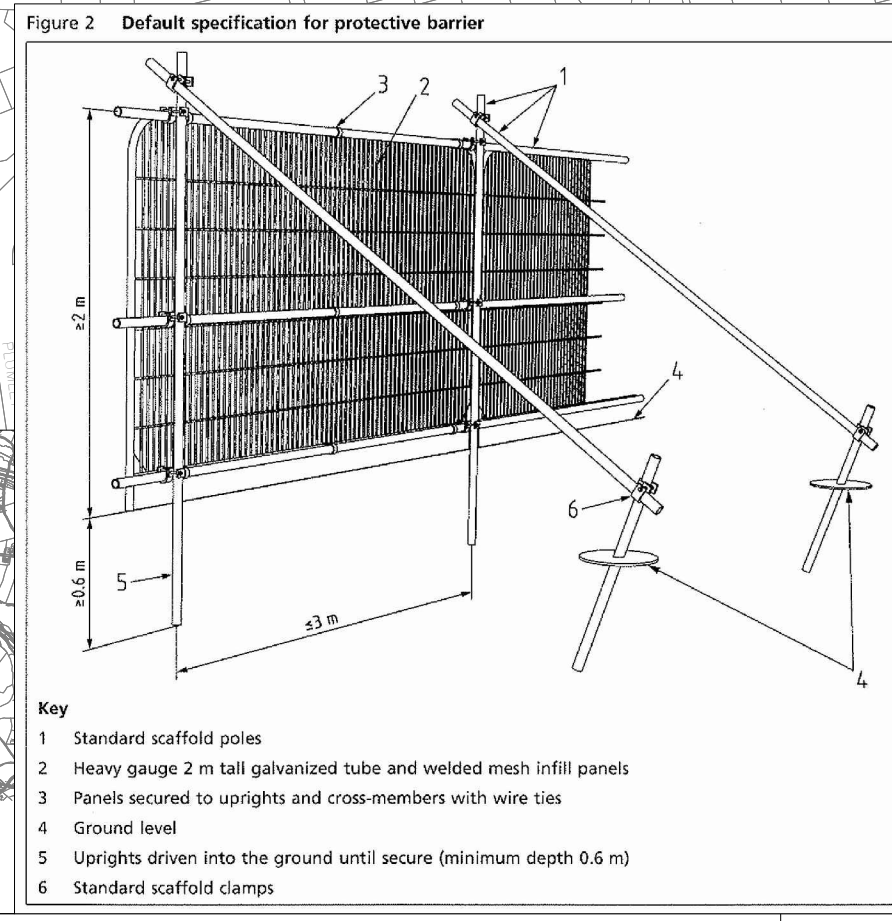 Figure 2 Default specification for protective barrier
1
3
2
≥2 m
4
6
≥0.6 m
5
≤3 m
4
Key
1 Standard scaffold poles
2 Heavy gauge 2 m tall galvanized tube and welded mesh infill panels
3 Panels secured to uprights and cross-members with wire ties
4 Ground level
5 Uprights driven into the ground until secure (minimum depth 0.6 m)
6 Standard scaffold clamps